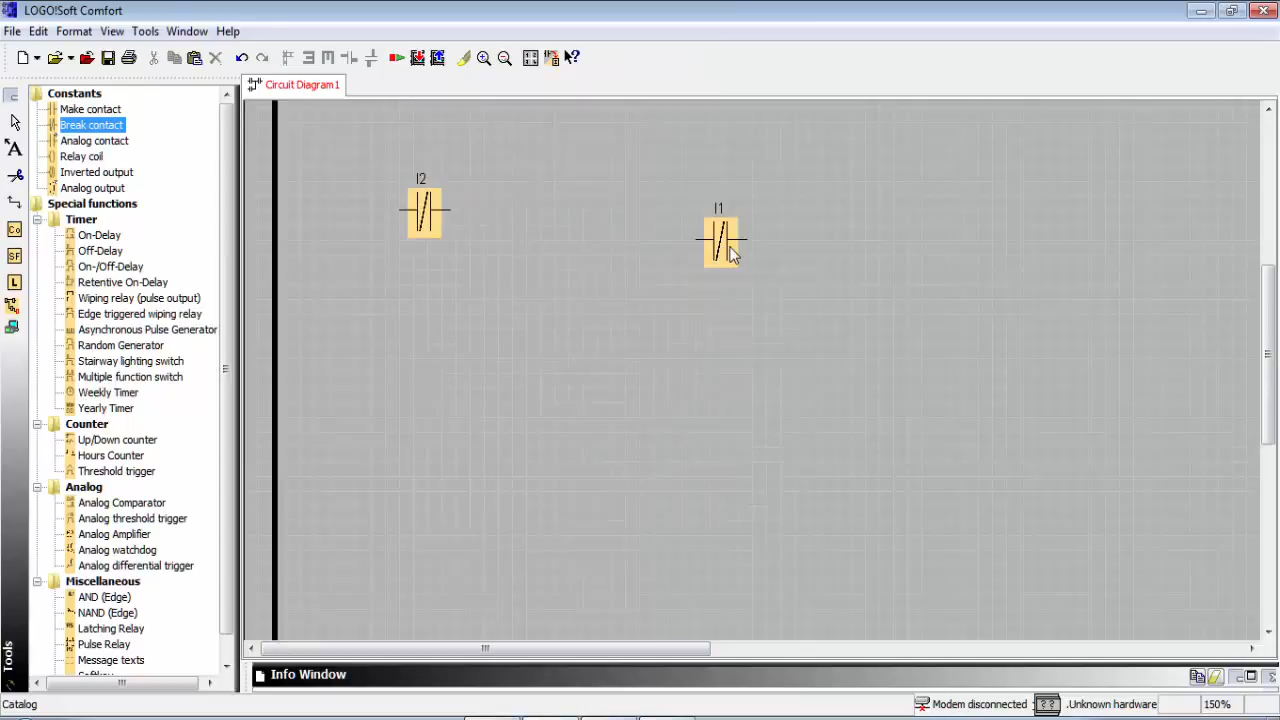 LOGO!Soft Comfort
File Edit Format View Tools Window Help
Circuit Diagram1
Constants
Make contact
Break contact
Analog contact
Relay coil
Inverted output
Analog output
Special functions
Timer
On-Delay
Off-Delay
On-/Off-Delay
Retentive On-Delay
Wiping relay (pulse output)
Edge triggered wiping relay
Asynchronous Pulse Generator
Random Generator
Stairway lighting switch
Multiple function switch
Weekly Timer
Yearly Timer
Counter
Up/Down counter
Hours Counter
Threshold trigger
Analog
Analog Comparator
Analog threshold trigger
Analog Amplifier
Analog watchdog
Analog differential trigger
Miscellaneous
AND (Edge)
NAND (Edge)
Latching Relay
Pulse Relay
Message texts
A
Co
SF
L
Tools
I2
I1
Info Window
Catalog
Modem disconnected
? ?
.Unknown hardware
150%